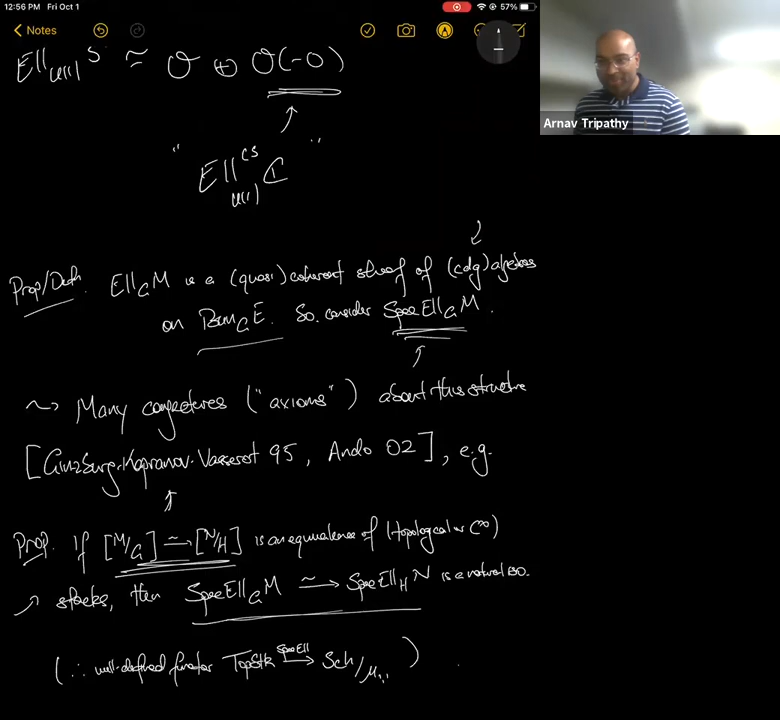 12:56 PM Fri Oct 1
57%
Notes
Ell_{U(1)} S ≃ O ⊕ O(-0)
" Ell^{cs}_{U(1)} ℂ "
Arnav Tripathy
Prop/Defn. Ell_G M is a (quasi)coherent sheaf of (cdg)algebras
on Bun_G E. So consider Spec Ell_G M.
⇝ Many conjectures ("axioms") about this structure
[Ginzburg-Kapranov-Vasserot 95, Ando 02], e.g.
Prop. If [M/G] ≃→ [N/H] is an equivalence of (topological or C∞)
stacks, then Spec Ell_G M ≃→ Spec Ell_H N is a natural iso.
(∴ well-defined functor TopStk —Spec Ell→ Sch/M_{1,1})